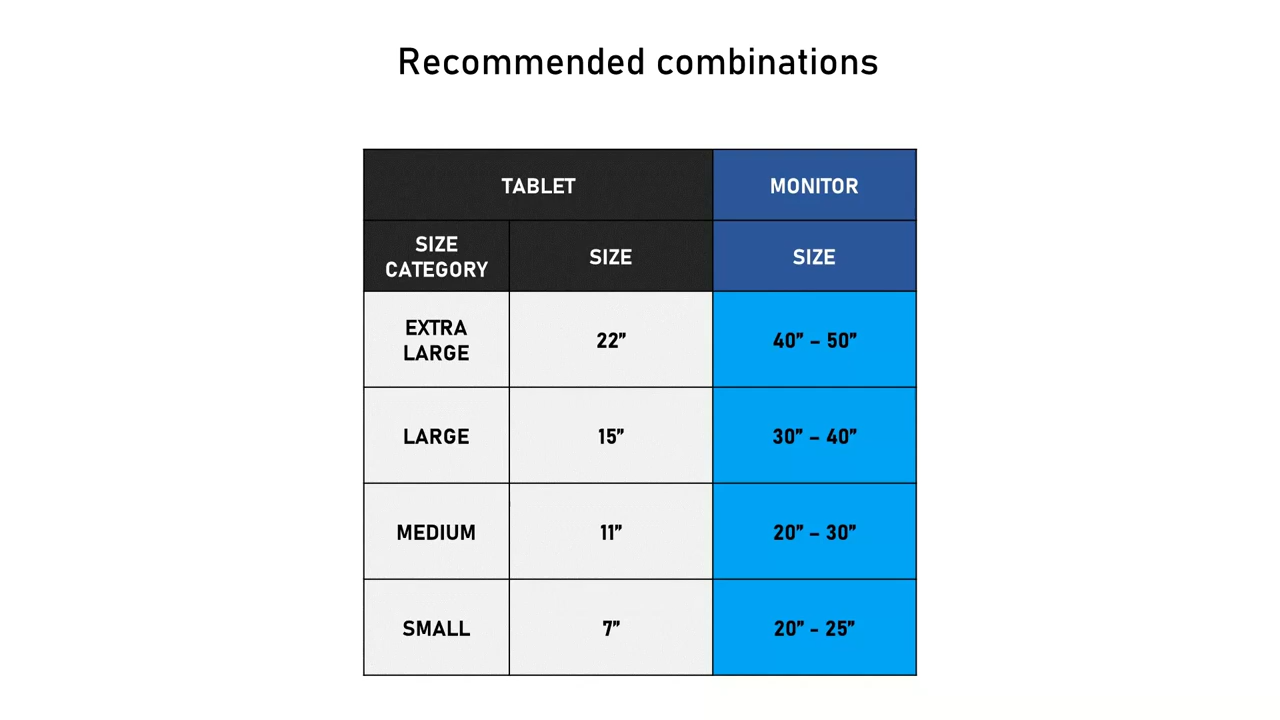 Recommended combinations
TABLET
MONITOR
SIZE
CATEGORY
SIZE
SIZE
EXTRA
LARGE
22”
40” – 50”
LARGE
15”
30” – 40”
MEDIUM
11”
20” – 30”
SMALL
7”
20” - 25”